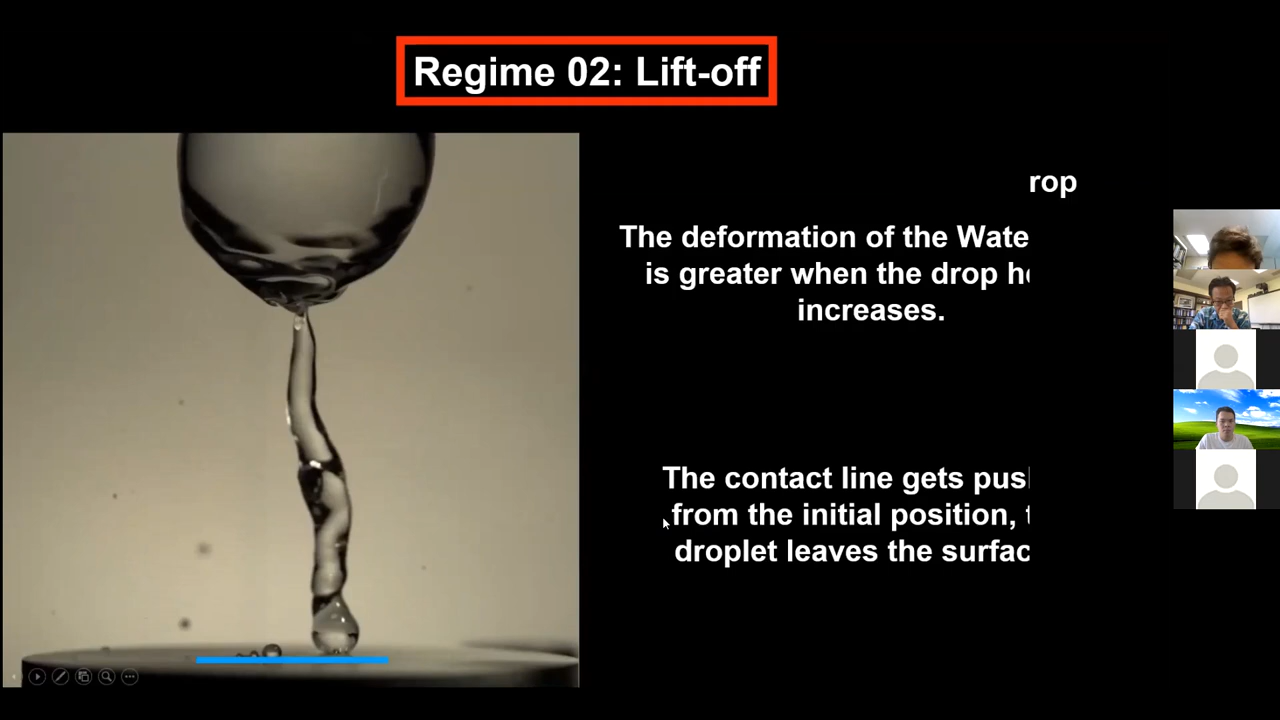 Regime 02: Lift-off
rop
The deformation of the Wate
is greater when the drop he
increases.
The contact line gets pus
from the initial position,
droplet leaves the surfac